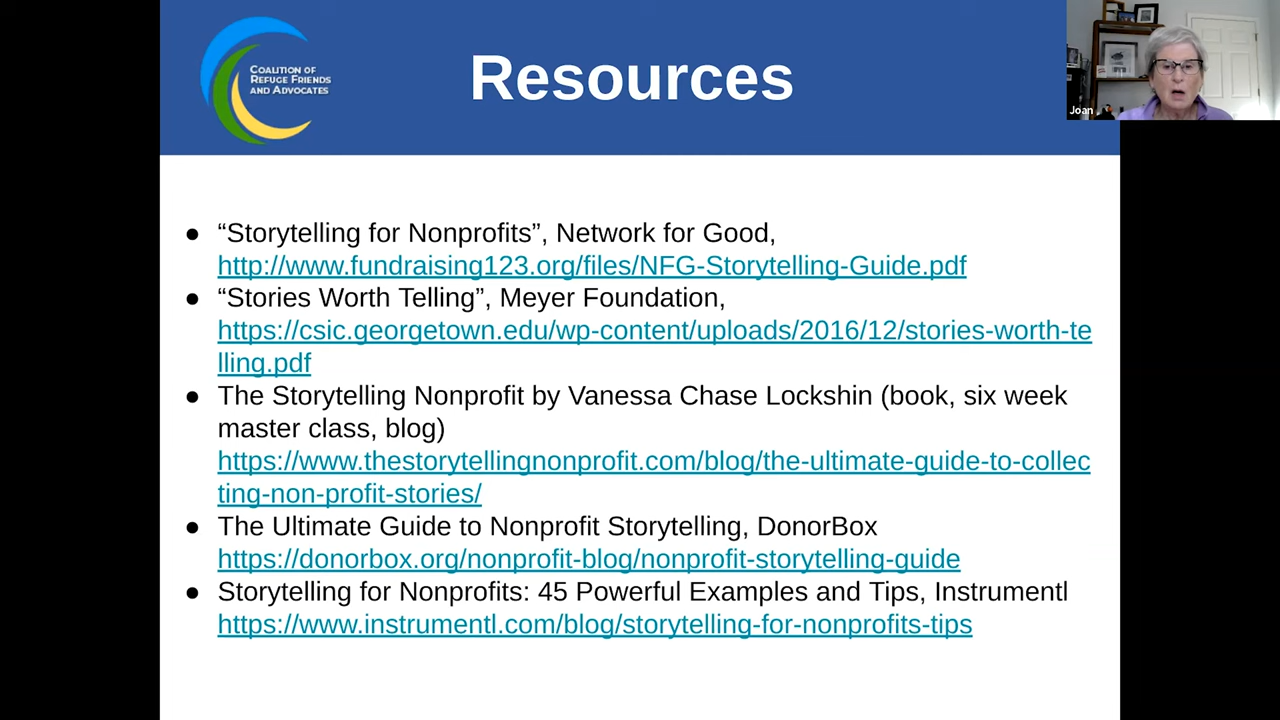 COALITION OF
REFUGE FRIENDS
AND ADVOCATES
Resources
Joan
● “Storytelling for Nonprofits”, Network for Good,
http://www.fundraising123.org/files/NFG-Storytelling-Guide.pdf
● “Stories Worth Telling”, Meyer Foundation,
https://csic.georgetown.edu/wp-content/uploads/2016/12/stories-worth-te
lling.pdf
● The Storytelling Nonprofit by Vanessa Chase Lockshin (book, six week
master class, blog)
https://www.thestorytellingnonprofit.com/blog/the-ultimate-guide-to-collec
ting-non-profit-stories/
● The Ultimate Guide to Nonprofit Storytelling, DonorBox
https://donorbox.org/nonprofit-blog/nonprofit-storytelling-guide
● Storytelling for Nonprofits: 45 Powerful Examples and Tips, Instrumentl
https://www.instrumentl.com/blog/storytelling-for-nonprofits-tips